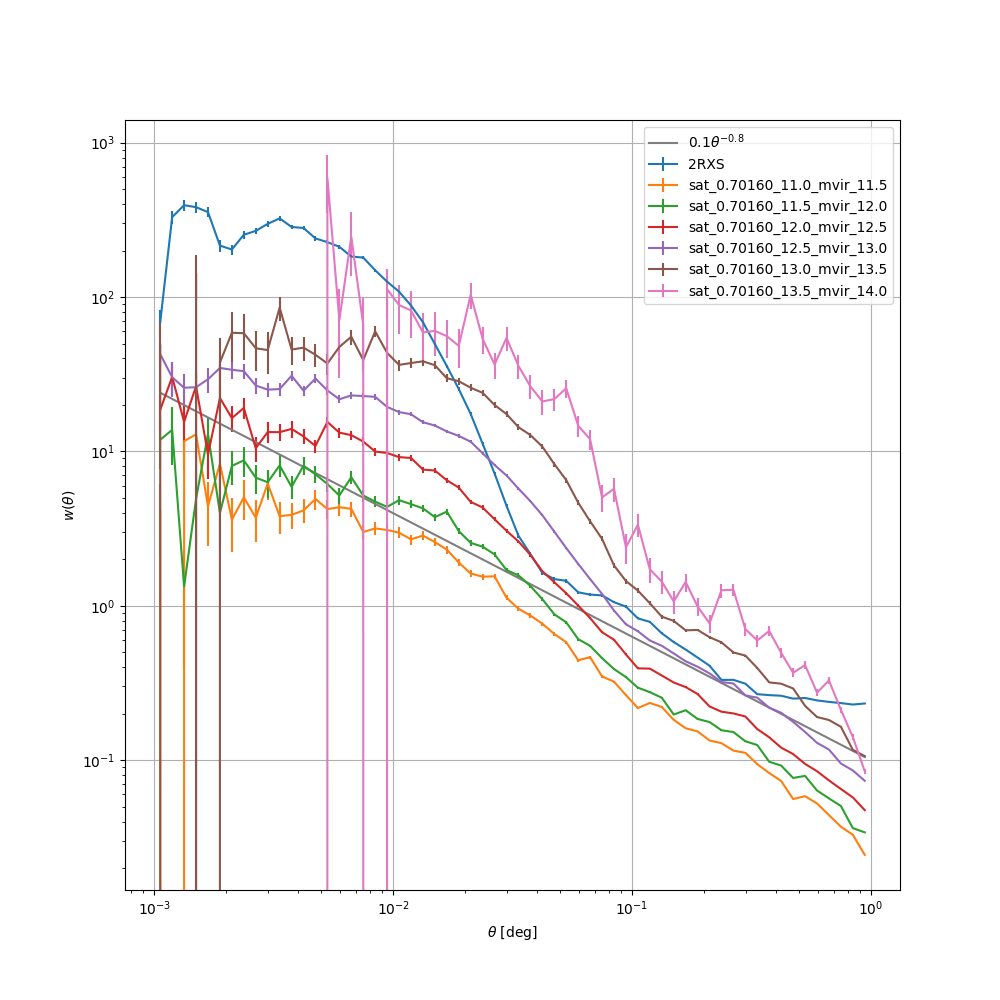 10³
10²
10¹
10⁰
10⁻¹
w(θ)
10⁻³
10⁻²
10⁻¹
10⁰
θ [deg]
0.1θ⁻⁰·⁸
2RXS
sat_0.70160_11.0_mvir_11.5
sat_0.70160_11.5_mvir_12.0
sat_0.70160_12.0_mvir_12.5
sat_0.70160_12.5_mvir_13.0
sat_0.70160_13.0_mvir_13.5
sat_0.70160_13.5_mvir_14.0